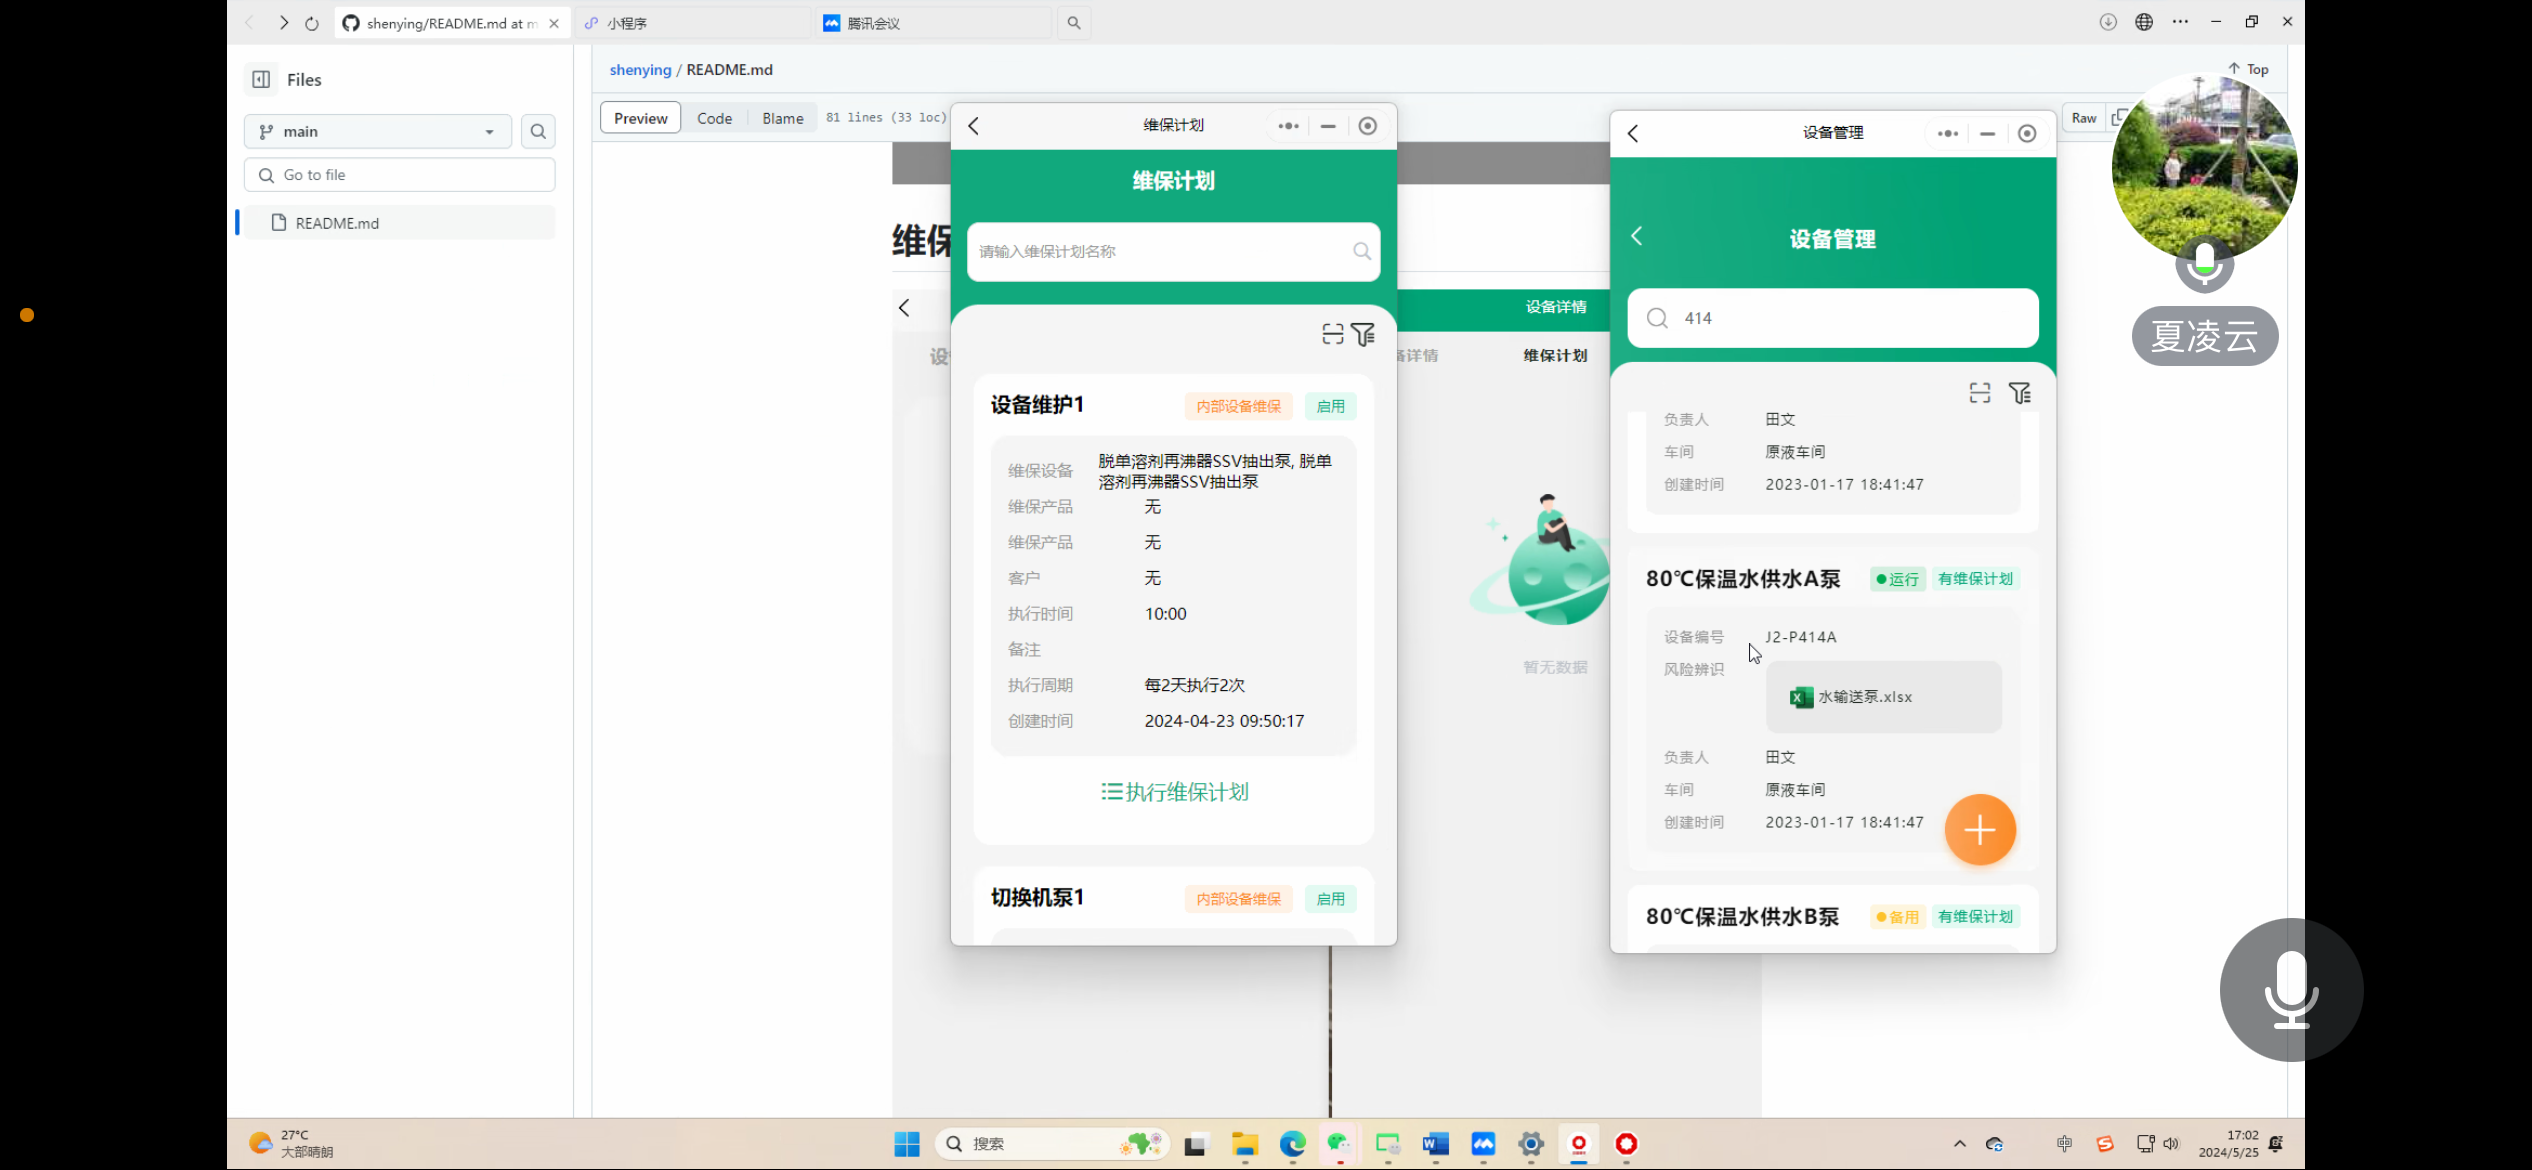 shenying/README.md at m
小程序
腾讯会议
Files
main
Go to file
README.md
shenying / README.md
Top
Preview
Code
Blame
81 lines (33 loc)
Raw
维保
设备详情
备详情
维保计划
暂无数据
维保计划
维保计划
请输入维保计划名称
设备维护1
内部设备维保
启用
维保设备 脱单溶剂再沸器SSV抽出泵, 脱单
溶剂再沸器SSV抽出泵
维保产品 无
维保产品 无
客户 无
执行时间 10:00
备注
执行周期 每2天执行2次
创建时间 2024-04-23 09:50:17
执行维保计划
切换机泵1
内部设备维保
启用
设备管理
设备管理
414
负责人 田文
车间 原液车间
创建时间 2023-01-17 18:41:47
80℃保温水供水A泵
运行
有维保计划
设备编号 J2-P414A
风险辨识
水输送泵.xlsx
负责人 田文
车间 原液车间
创建时间 2023-01-17 18:41:47
80℃保温水供水B泵
备用
有维保计划
夏凌云
27°C
大部晴朗
搜索
中
17:02
2024/5/25